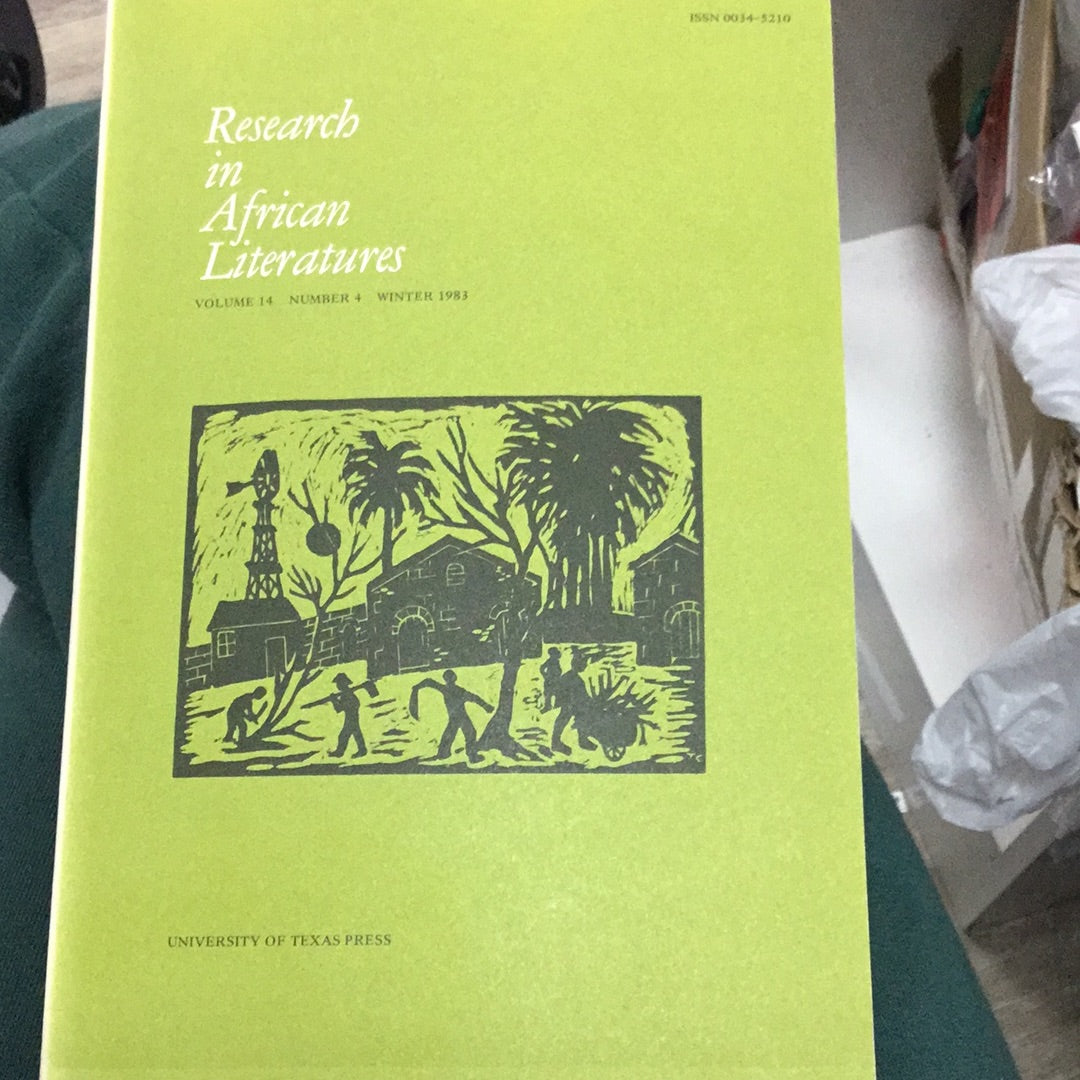 ISSN 0034-5210
Research
in
African
Literatures
VOLUME 14 NUMBER 4 WINTER 1983
UNIVERSITY OF TEXAS PRESS